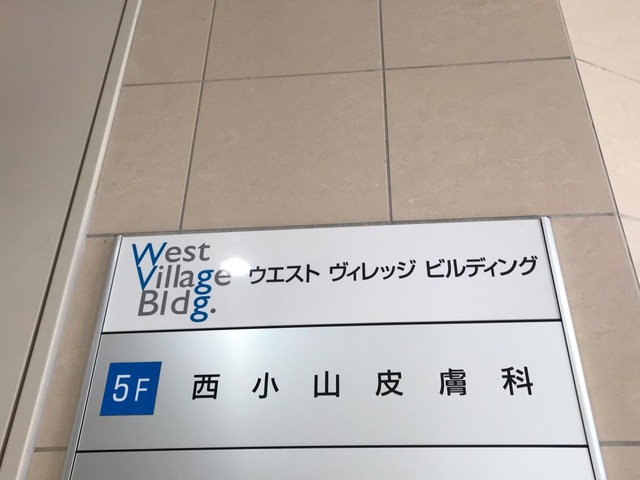 West
Village
Bldg.
ウエスト ヴィレッジ ビルディング
5F 西小山皮膚科